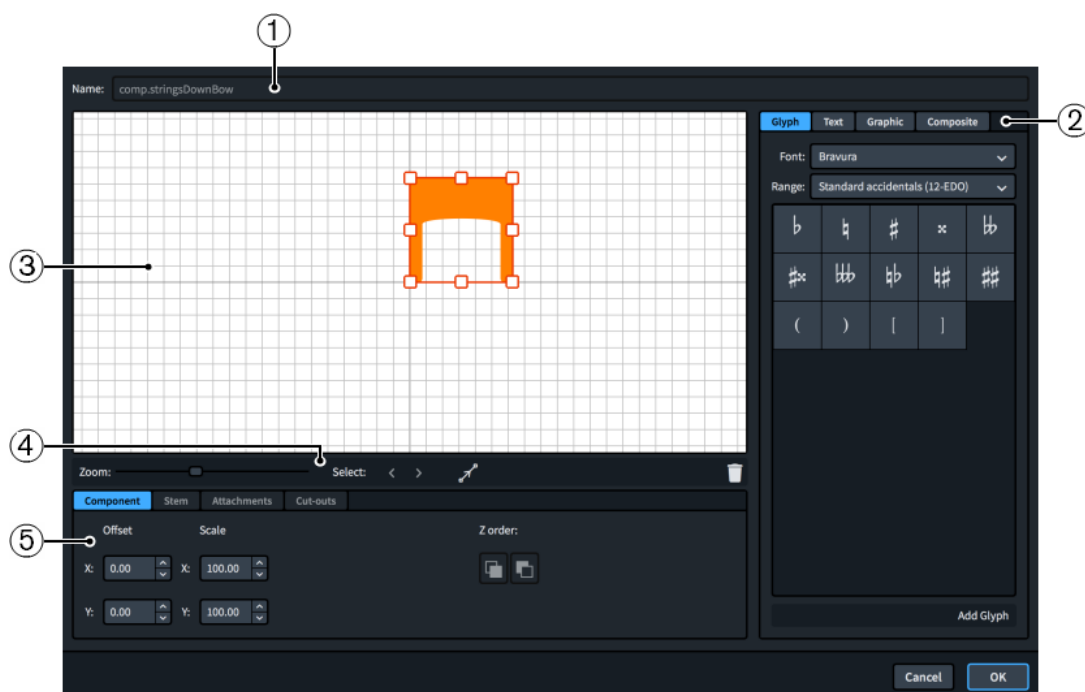 ①
Name: comp.stringsDownBow
②
Glyph Text Graphic Composite
Font: Bravura
Range: Standard accidentals (12-EDO)
③
④
Zoom: Select: < >
Component Stem Attachments Cut-outs
⑤
Offset Scale Z order:
X: 0.00 X: 100.00
Y: 0.00 Y: 100.00
Add Glyph
Cancel OK